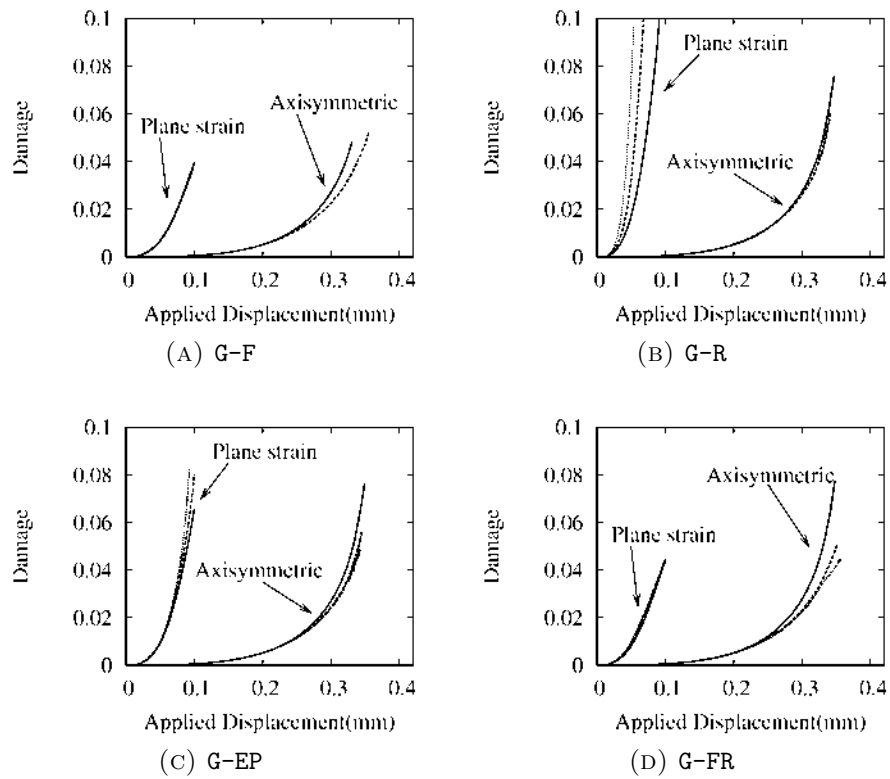 0.1
0.08
0.06
0.04
0.02
0
Damage
Plane strain
Axisymmetric
0 0.1 0.2 0.3 0.4
Applied Displacement(mm)
(A) G-F
0.1
0.08
0.06
0.04
0.02
0
Damage
Plane strain
Axisymmetric
0 0.1 0.2 0.3 0.4
Applied Displacement(mm)
(B) G-R
0.1
0.08
0.06
0.04
0.02
0
Damage
Plane strain
Axisymmetric
0 0.1 0.2 0.3 0.4
Applied Displacement(mm)
(C) G-EP
0.1
0.08
0.06
0.04
0.02
0
Damage
Axisymmetric
Plane strain
0 0.1 0.2 0.3 0.4
Applied Displacement(mm)
(D) G-FR